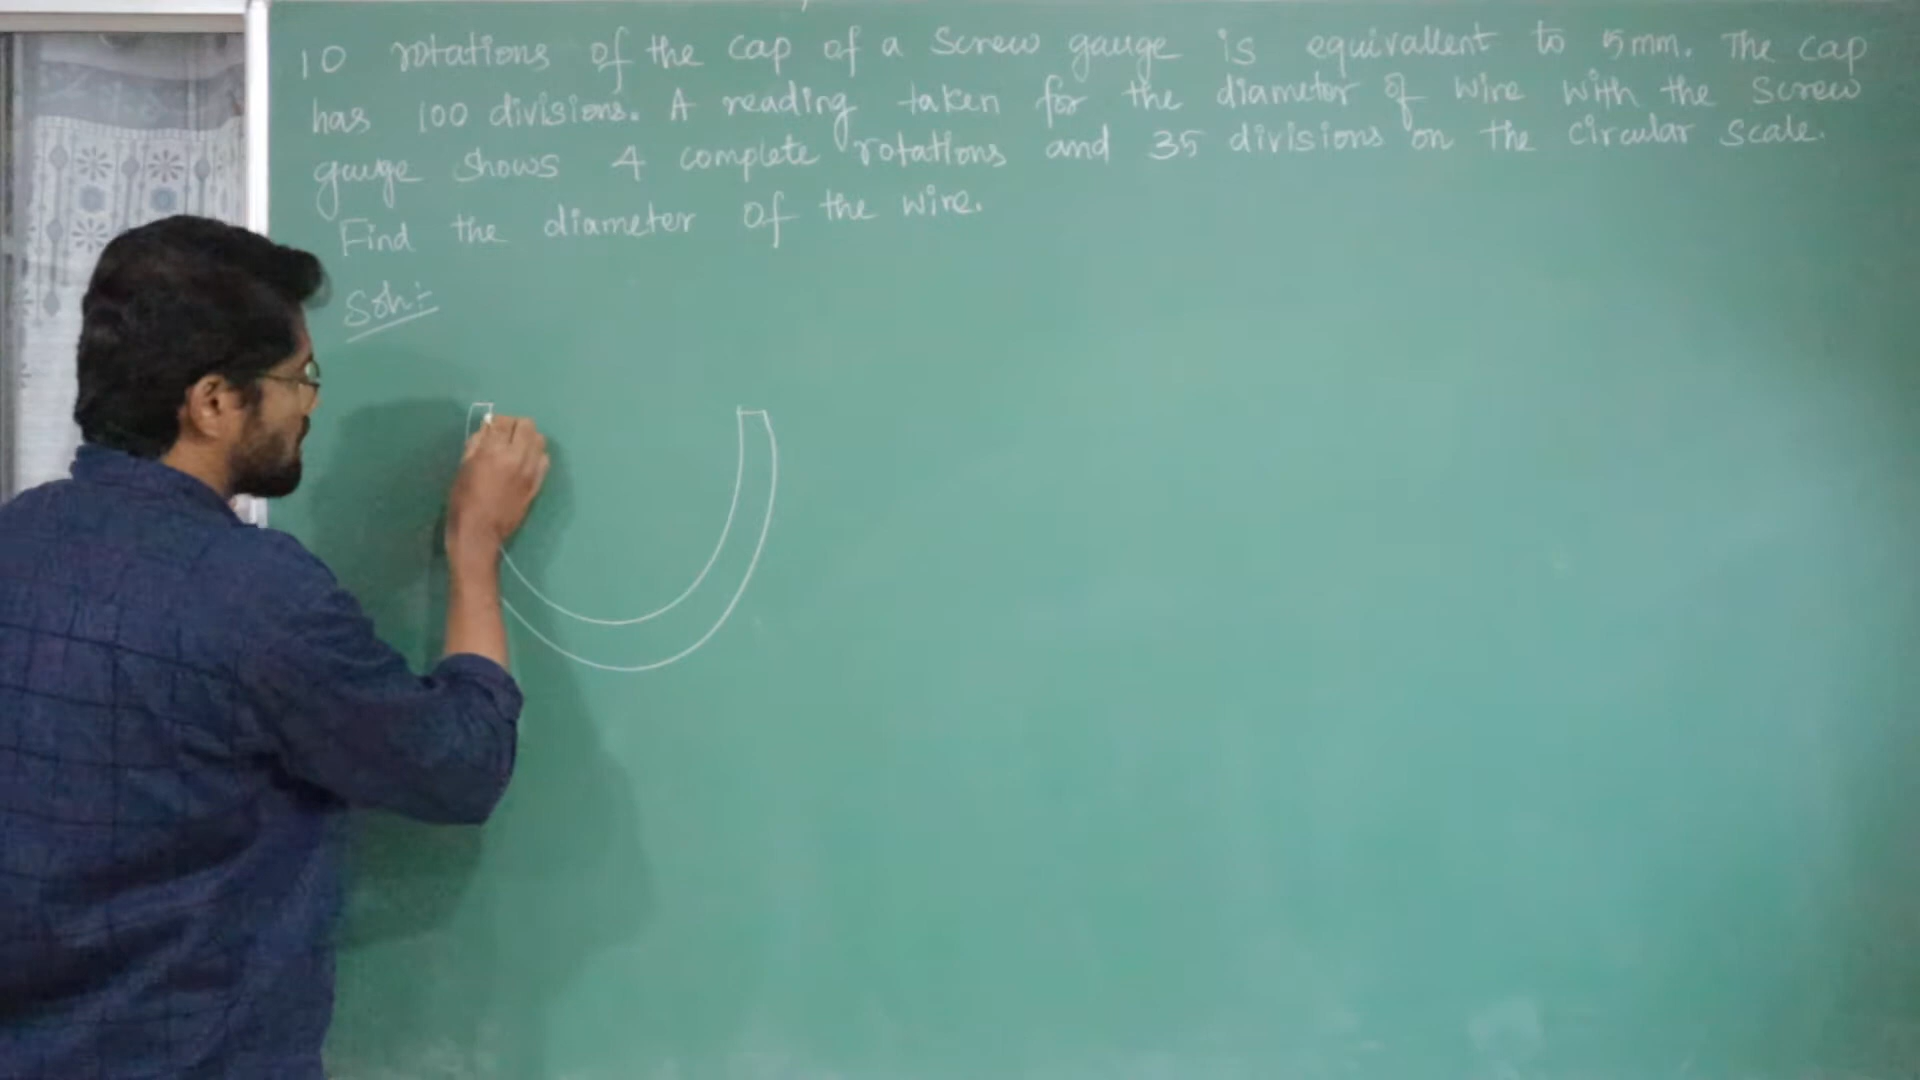 10 rotations of the cap of a screw gauge is equivallent to 5mm. The cap
has 100 divisions. A reading taken for the diameter of wire with the screw
gauge shows 4 complete rotations and 35 divisions on the circular scale.
Find the diameter of the wire.
Soln:-